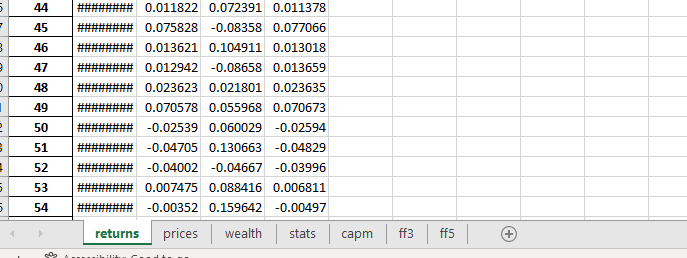 44 ######## 0.011822 0.072391 0.011378
45 ######## 0.075828 -0.08358 0.077066
46 ######## 0.013621 0.104911 0.013018
47 ######## 0.012942 -0.08658 0.013659
48 ######## 0.023623 0.021801 0.023635
49 ######## 0.070578 0.055968 0.070673
50 ######## -0.02539 0.060029 -0.02594
51 ######## -0.04705 0.130663 -0.04829
52 ######## -0.04002 -0.04667 -0.03996
53 ######## 0.007475 0.088416 0.006811
54 ######## -0.00352 0.159642 -0.00497
returns prices wealth stats capm ff3 ff5